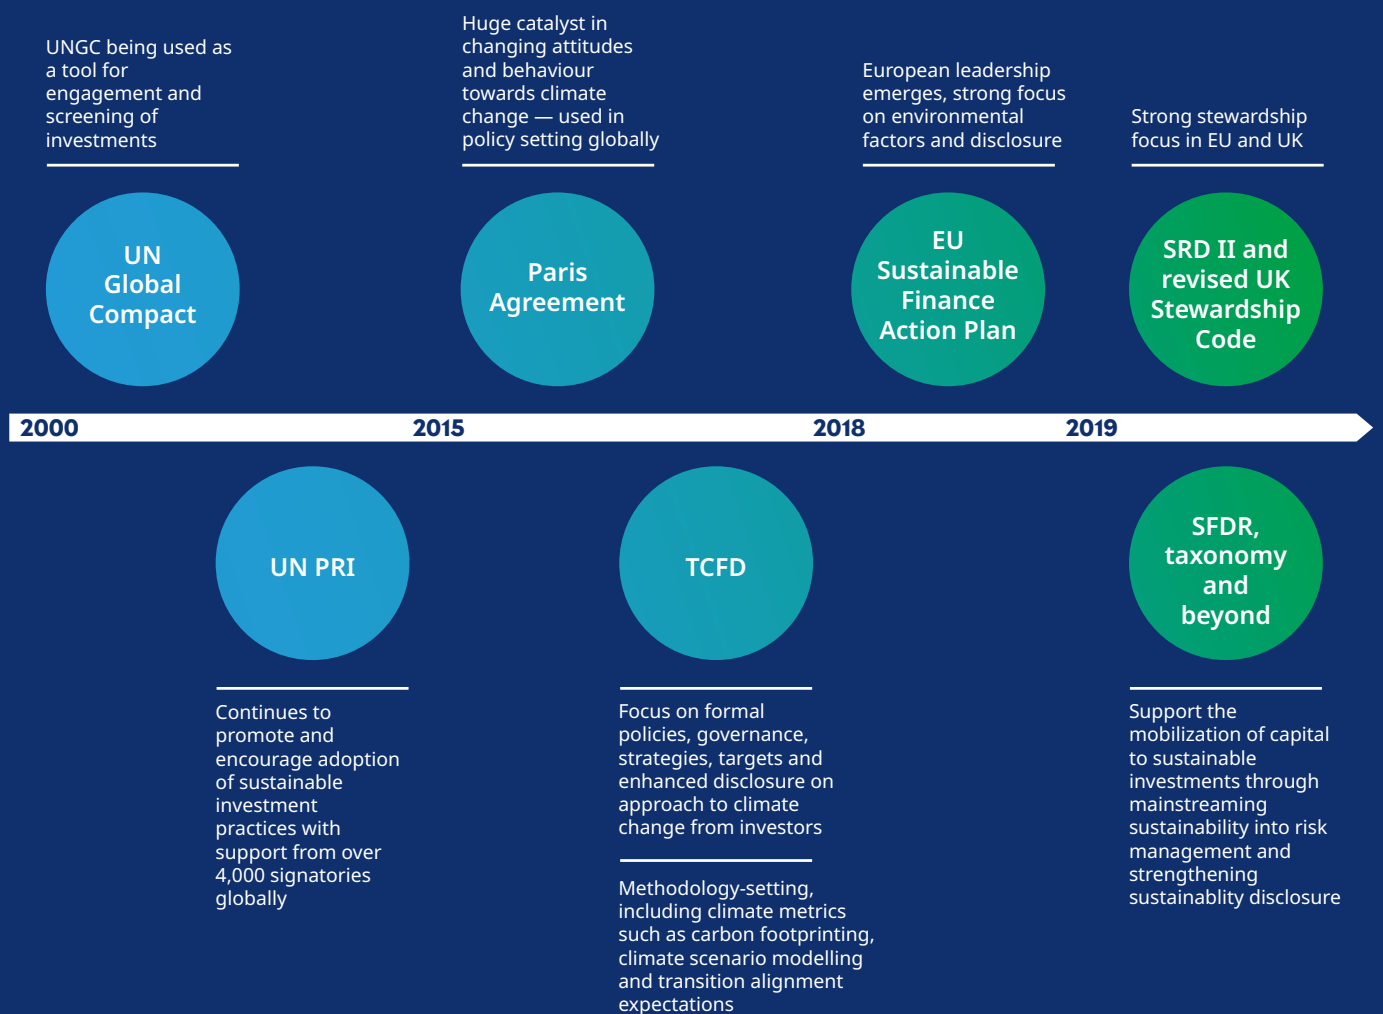 UNGC being used as
a tool for
engagement and
screening of
investments
Huge catalyst in
changing attitudes
and behaviour
towards climate
change — used in
policy setting globally
European leadership
emerges, strong focus
on environmental
factors and disclosure
Strong stewardship
focus in EU and UK
UN
Global
Compact
Paris
Agreement
EU
Sustainable
Finance
Action Plan
SRD II and
revised UK
Stewardship
Code
2000
2015
2018
2019
UN PRI
TCFD
SFDR,
taxonomy
and
beyond
Continues to
promote and
encourage adoption
of sustainable
investment
practices with
support from over
4,000 signatories
globally
Focus on formal
policies, governance,
strategies, targets and
enhanced disclosure on
approach to climate
change from investors
Methodology-setting,
including climate metrics
such as carbon footprinting,
climate scenario modelling
and transition alignment
expectations
Support the
mobilization of capital
to sustainable
investments through
mainstreaming
sustainability into risk
management and
strengthening
sustainablity disclosure